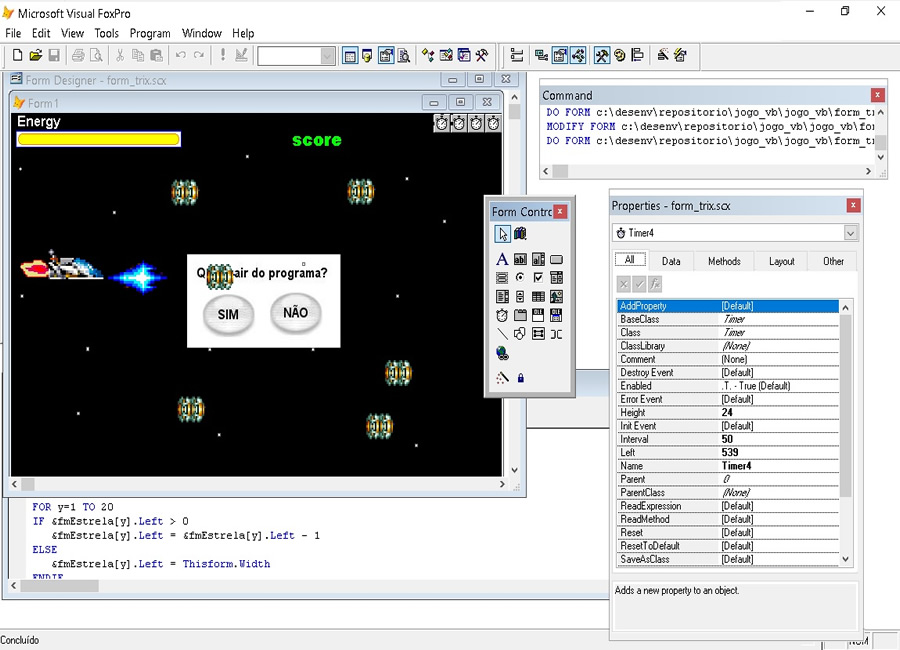 Microsoft Visual FoxPro
File Edit View Tools Program Window Help
Form Designer - form_trix.scx
Form1
Energy
score
air do programa?
SIM
NÃO
FOR y=1 TO 20
IF &fmEstrela[y].Left > 0
&fmEstrela[y].Left = &fmEstrela[y].Left - 1
ELSE
&fmEstrela[y].Left = Thisform.Width
ENDIF
Command
DO FORM c:\desenv\repositorio\jogo_vb\jogo_vb\form_t
MODIFY FORM c:\desenv\repositorio\jogo_vb\jogo_vb\for
DO FORM c:\desenv\repositorio\jogo_vb\jogo_vb\form_t
Form Contro
Properties - form_trix.scx
Timer4
All Data Methods Layout Other
AddProperty [Default]
BaseClass Timer
Class Timer
ClassLibrary (None)
Comment (None)
Destroy Event [Default]
Enabled .T. - True (Default)
Error Event [Default]
Height 24
Init Event [Default]
Interval 50
Left 539
Name Timer4
Parent ()
ParentClass (None)
ReadExpression [Default]
ReadMethod [Default]
Reset [Default]
ResetToDefault [Default]
SaveAsClass [Default]
Adds a new property to an object.
Concluído
NUM